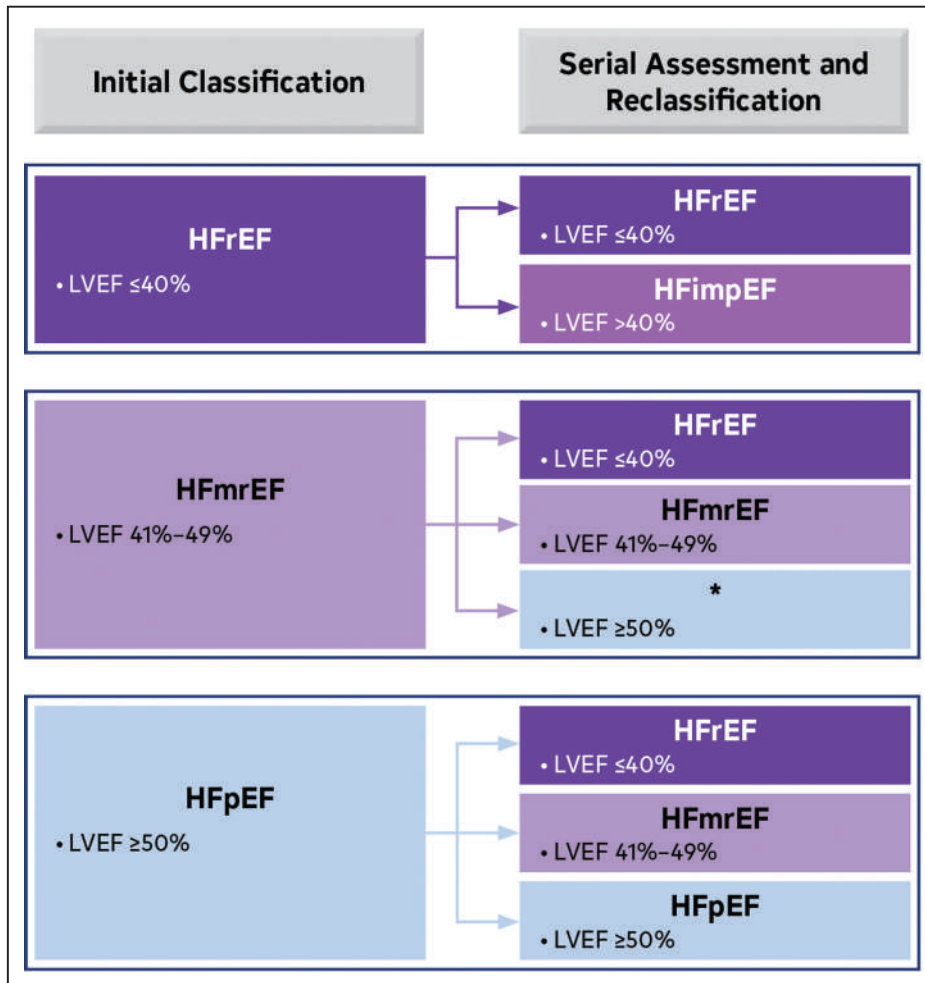 Initial Classification
Serial Assessment and
Reclassification
HFrEF
• LVEF ≤40%
HFrEF
• LVEF ≤40%
HFimpEF
• LVEF >40%
HFmrEF
• LVEF 41%–49%
HFrEF
• LVEF ≤40%
HFmrEF
• LVEF 41%–49%
*
• LVEF ≥50%
HFpEF
• LVEF ≥50%
HFrEF
• LVEF ≤40%
HFmrEF
• LVEF 41%–49%
HFpEF
• LVEF ≥50%